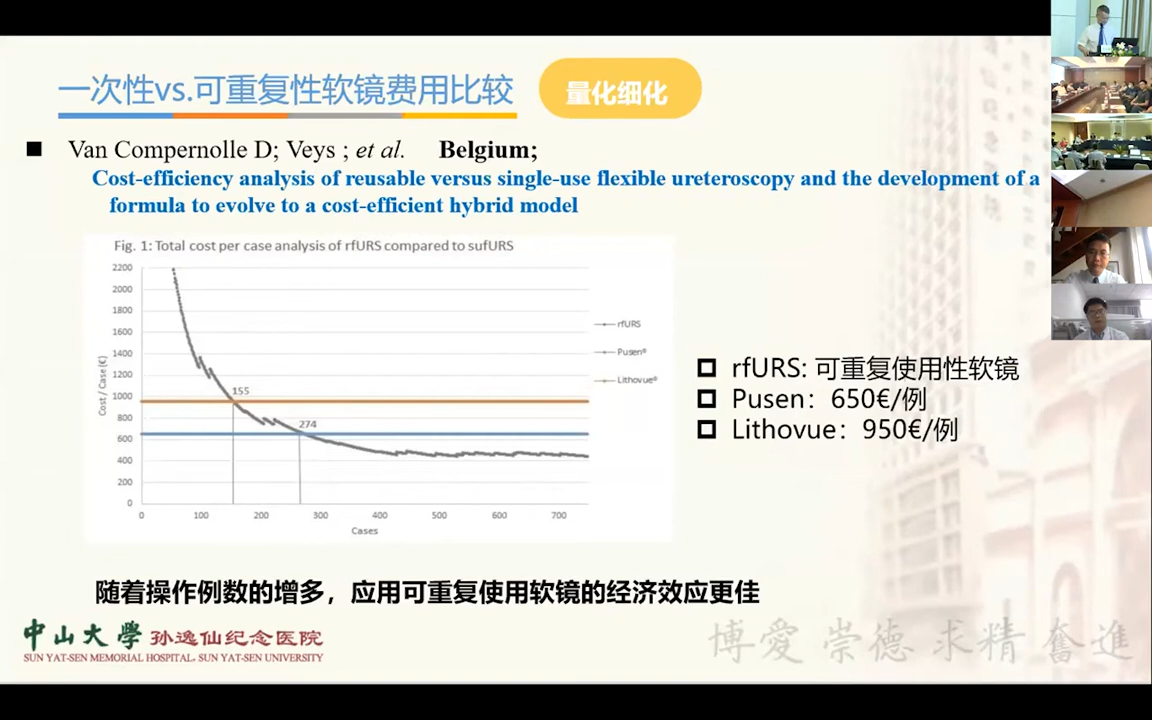 一次性vs.可重复性软镜费用比较
量化细化
■ Van Compernolle D; Veys ; et al. Belgium;
Cost-efficiency analysis of reusable versus single-use flexible ureteroscopy and the development of a
formula to evolve to a cost-efficient hybrid model
Fig. 1: Total cost per case analysis of rfURS compared to sufURS
2200
2000
1800
1600
1400
1200
1000
800
600
400
200
0
Cost / Case (€)
155
274
0 100 200 300 400 500 600 700
Cases
rfURS
Pusen®
Lithovue®
rfURS: 可重复使用性软镜
Pusen：650€/例
Lithovue：950€/例
随着操作例数的增多，应用可重复使用软镜的经济效应更佳
中山大學 孙逸仙纪念医院
SUN YAT-SEN MEMORIAL HOSPITAL, SUN YAT-SEN UNIVERSITY
博愛 崇德 求精 奮進